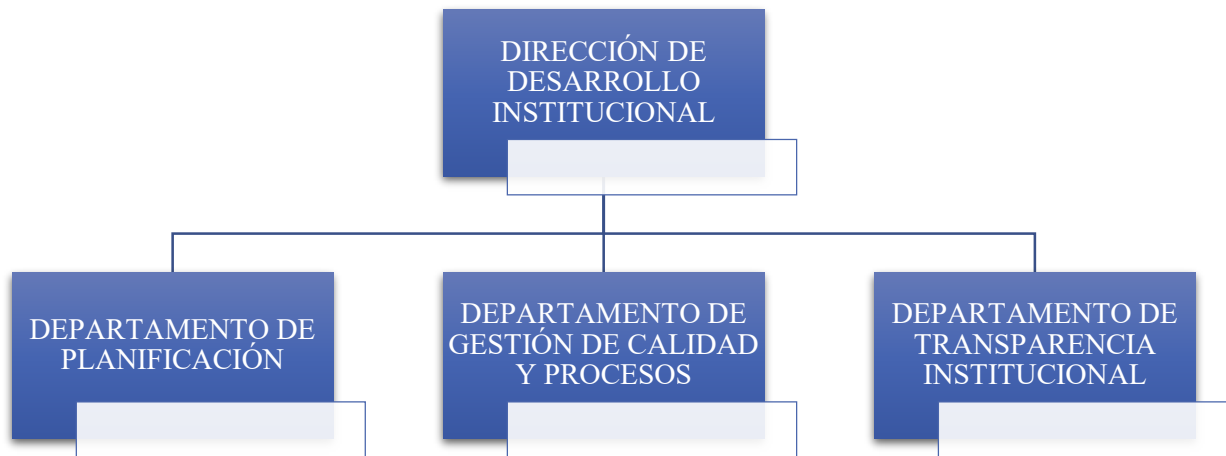 DIRECCIÓN DE
DESARROLLO
INSTITUCIONAL
DEPARTAMENTO DE
PLANIFICACIÓN
DEPARTAMENTO DE
GESTIÓN DE CALIDAD
Y PROCESOS
DEPARTAMENTO DE
TRANSPARENCIA
INSTITUCIONAL